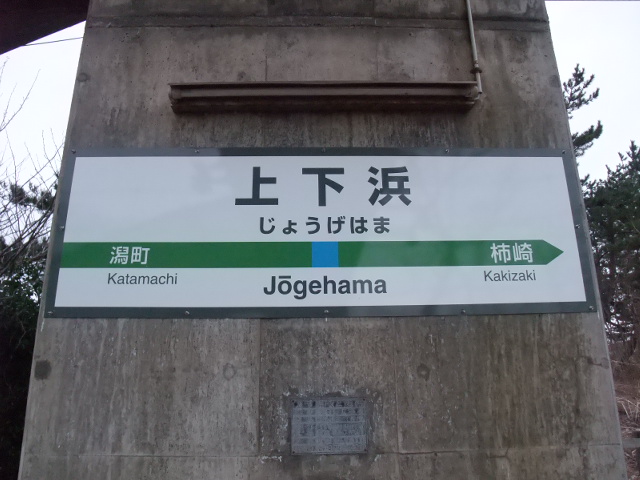 上下浜
じょうげはま
潟町 柿崎
Katamachi Kakizaki
Jōgehama